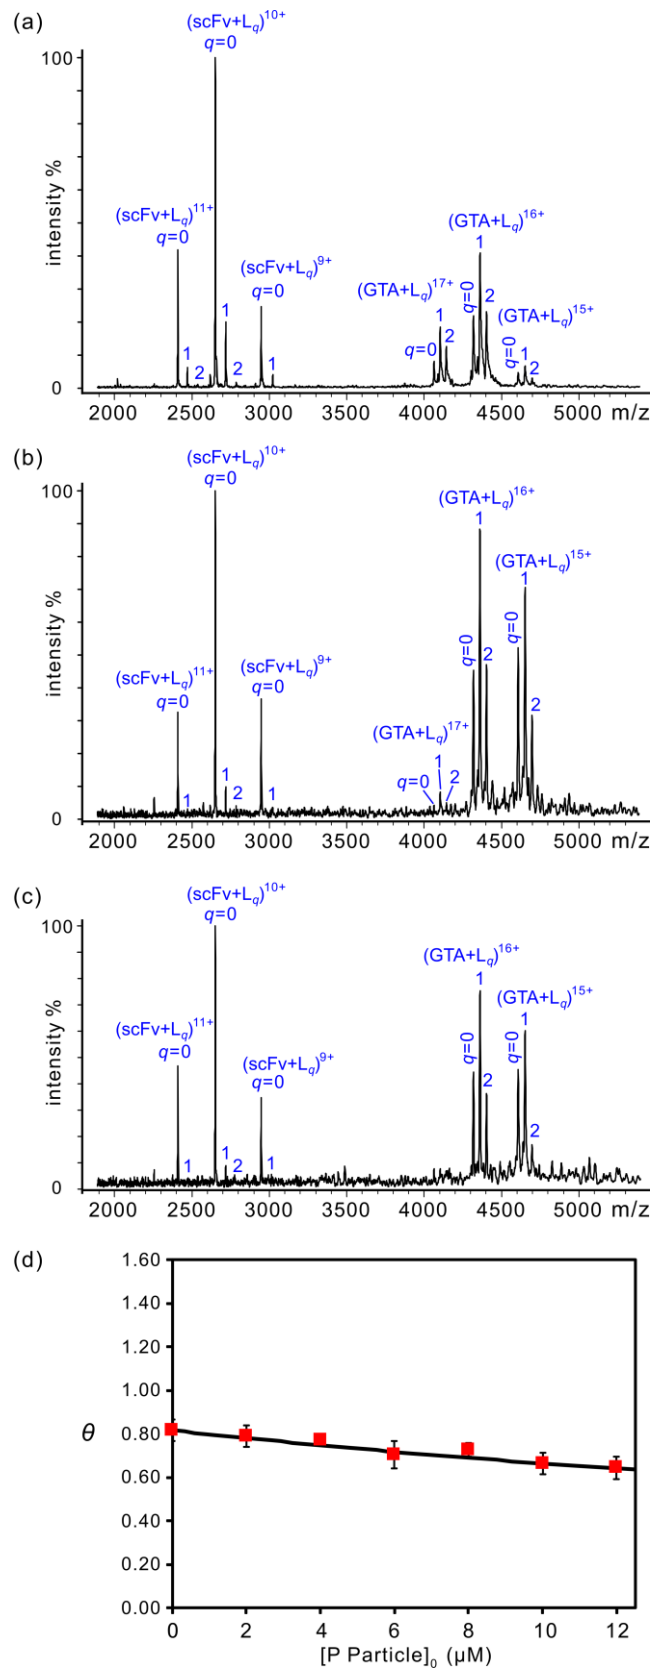 (a)
(scFv+Lq)10+
q=0
100
(scFv+Lq)11+
q=0
(scFv+Lq)9+
q=0
(GTA+Lq)16+
1
(GTA+Lq)17+
1
2
q=0
q=0
2
(GTA+Lq)15+
q=0
1
2
1
2
1
2
1
intensity %
0
2000 2500 3000 3500 4000 4500 5000 m/z
(b)
(scFv+Lq)10+
q=0
100
(GTA+Lq)16+
1
(GTA+Lq)15+
1
q=0
2
q=0
2
(scFv+Lq)11+
q=0
(scFv+Lq)9+
q=0
(GTA+Lq)17+
1
q=0
2
1
1
2
1
intensity %
0
2000 2500 3000 3500 4000 4500 5000 m/z
(c)
(scFv+Lq)10+
q=0
100
(GTA+Lq)16+
1
(GTA+Lq)15+
1
q=0
2
q=0
2
(scFv+Lq)11+
q=0
(scFv+Lq)9+
q=0
1
1
2
1
intensity %
0
2000 2500 3000 3500 4000 4500 5000 m/z
(d)
1.60
1.40
1.20
1.00
θ
0.80
0.60
0.40
0.20
0.00
0 2 4 6 8 10 12
[P Particle]0 (μM)